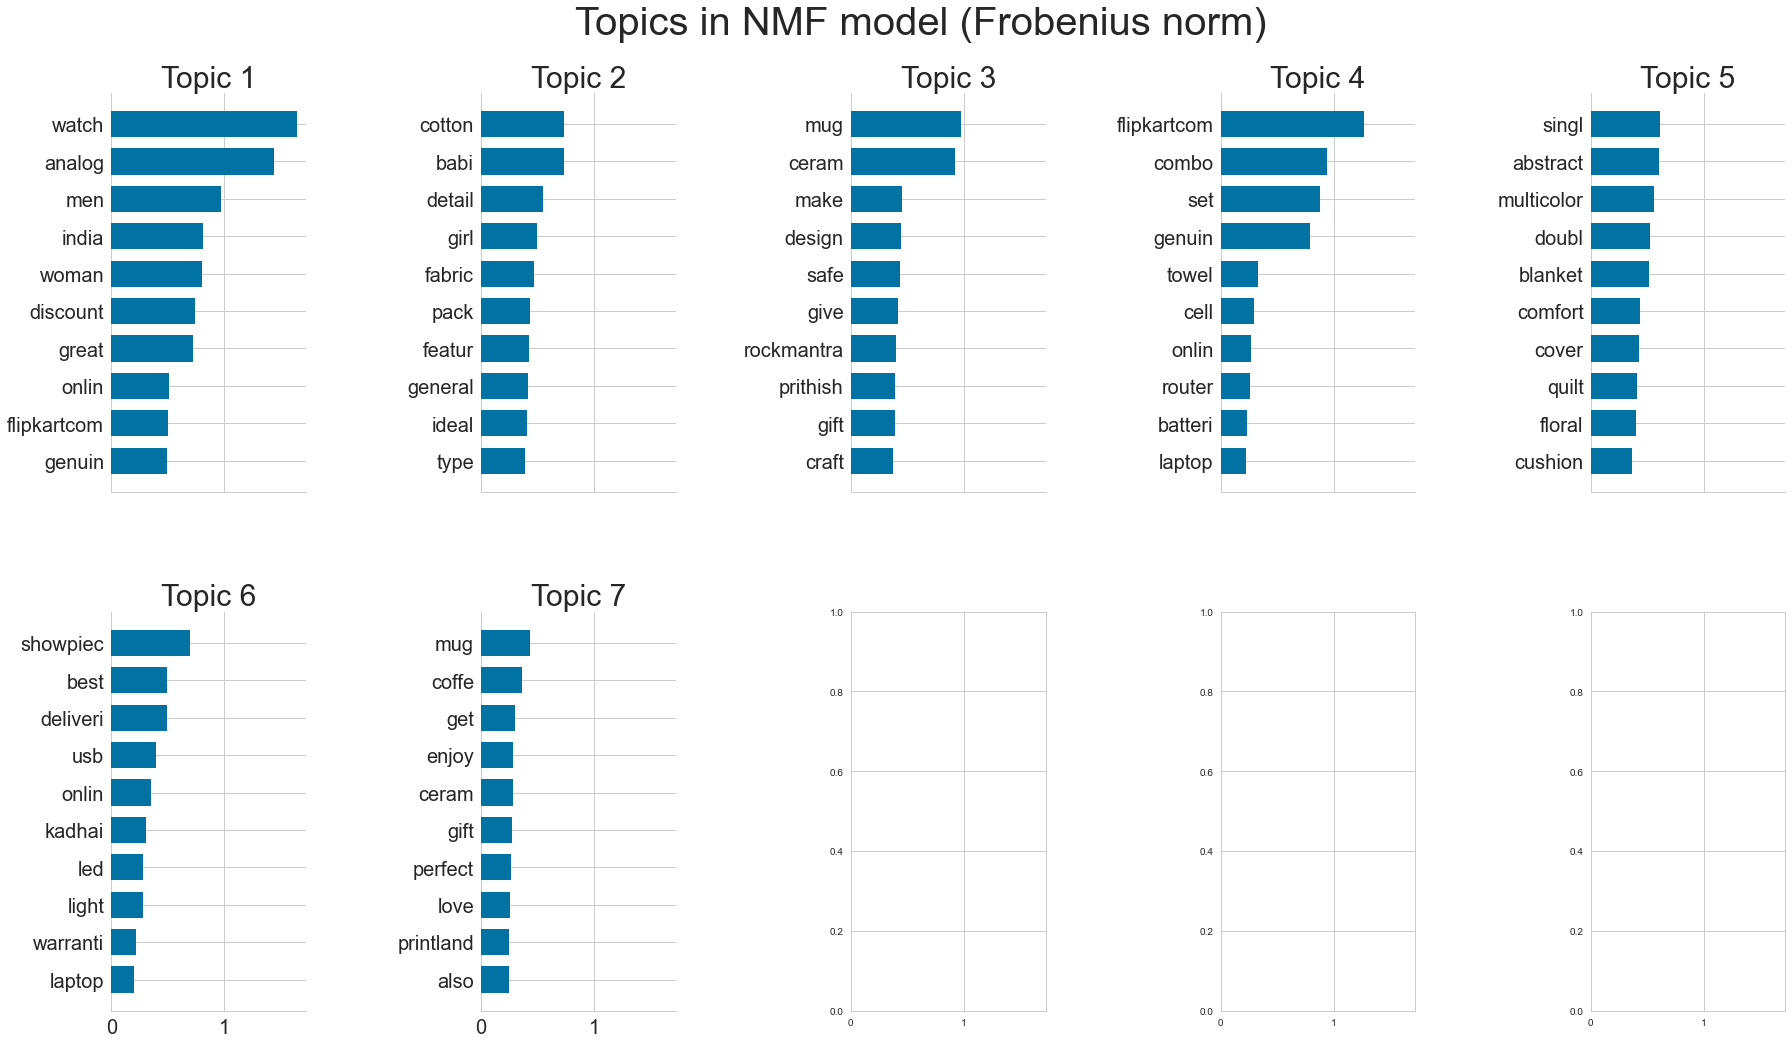 Topics in NMF model (Frobenius norm)
Topic 1
watch
analog
men
india
woman
discount
great
onlin
flipkartcom
genuin
Topic 2
cotton
babi
detail
girl
fabric
pack
featur
general
ideal
type
Topic 3
mug
ceram
make
design
safe
give
rockmantra
prithish
gift
craft
Topic 4
flipkartcom
combo
set
genuin
towel
cell
onlin
router
batteri
laptop
Topic 5
singl
abstract
multicolor
doubl
blanket
comfort
cover
quilt
floral
cushion
Topic 6
showpiec
best
deliveri
usb
onlin
kadhai
led
light
warranti
laptop
0 1
Topic 7
mug
coffe
get
enjoy
ceram
gift
perfect
love
printland
also
0 1
1.0
0.8
0.6
0.4
0.2
0.0
0 1
1.0
0.8
0.6
0.4
0.2
0.0
0 1
1.0
0.8
0.6
0.4
0.2
0.0
0 1